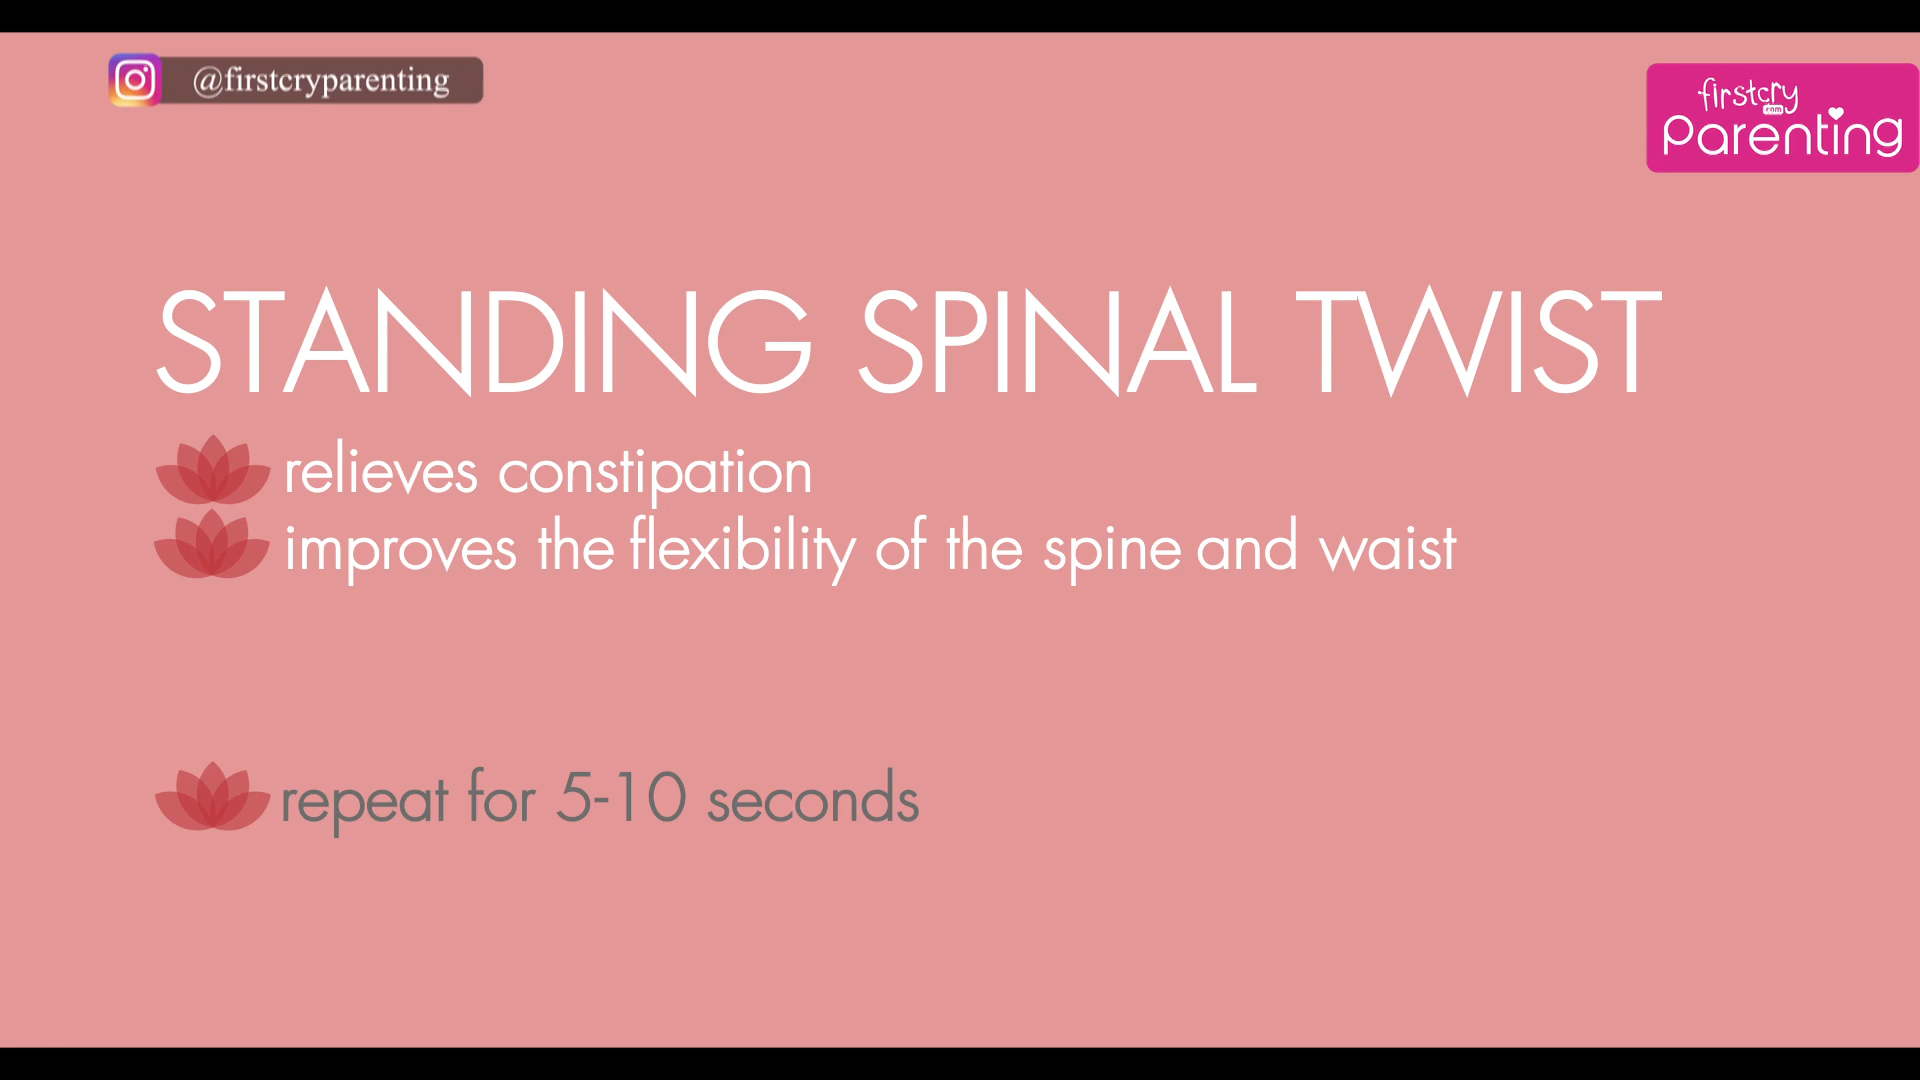 @firstcryparenting
firstcry
.com
Parenting
STANDING SPINAL TWIST
relieves constipation
improves the flexibility of the spine and waist
repeat for 5-10 seconds